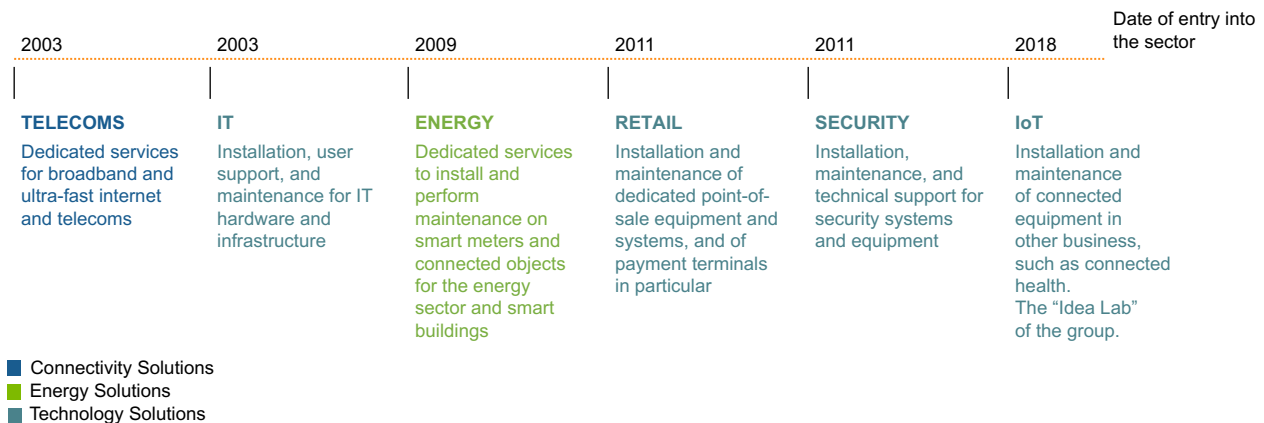 Date of entry into
the sector
2003
2003
2009
2011
2011
2018
TELECOMS
Dedicated services
for broadband and
ultra-fast internet
and telecoms
IT
Installation, user
support, and
maintenance for IT
hardware and
infrastructure
ENERGY
Dedicated services
to install and
perform
maintenance on
smart meters and
connected objects
for the energy
sector and smart
buildings
RETAIL
Installation and
maintenance of
dedicated point-of-
sale equipment and
systems, and of
payment terminals
in particular
SECURITY
Installation,
maintenance, and
technical support for
security systems
and equipment
IoT
Installation and
maintenance
of connected
equipment in
other business,
such as connected
health.
The “Idea Lab”
of the group.
Connectivity Solutions
Energy Solutions
Technology Solutions